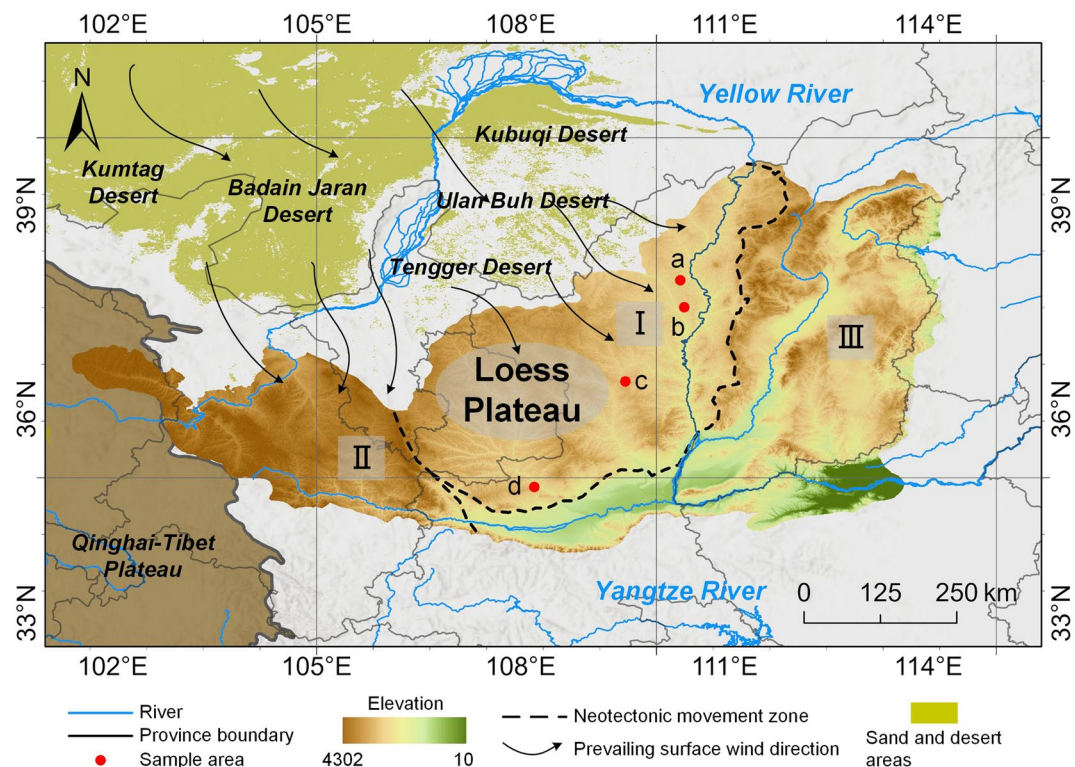 102°E 105°E 108°E 111°E 114°E
N
Yellow River
Kubuqi Desert
Kumtag
Desert
Badain Jaran
Desert
39°N
39°N
Ulan Buh Desert
Tengger Desert
a
b
I
III
Loess
Plateau
c
36°N
36°N
II
d
Qinghai-Tibet
Plateau
Yangtze River
0 125 250 km
33°N
33°N
102°E 105°E 108°E 111°E 114°E
River
Province boundary
Sample area
Elevation
4302 10
Neotectonic movement zone
Prevailing surface wind direction
Sand and desert
areas